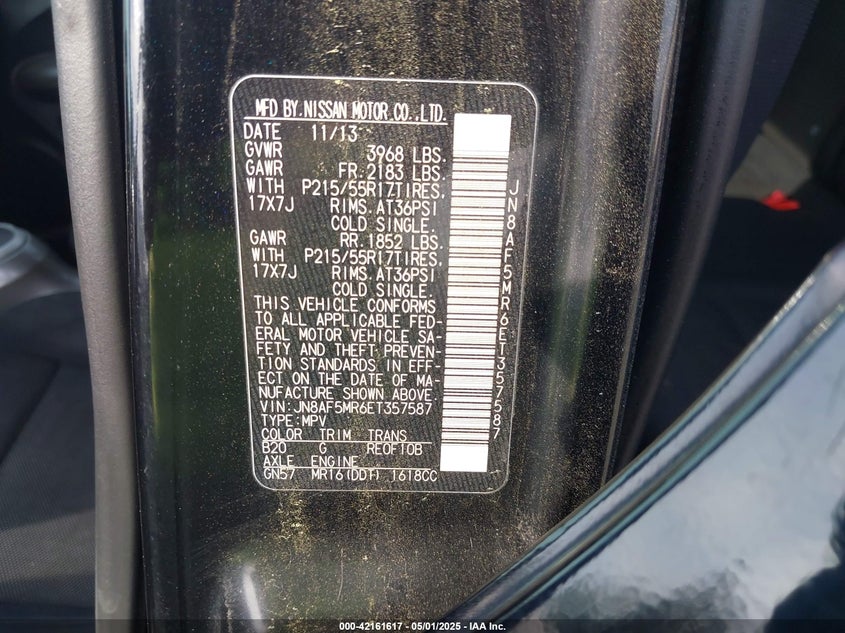 MFD BY NISSAN MOTOR CO.,LTD.
DATE 11/13
GVWR 3968 LBS.
GAWR FR.2183 LBS.
WITH P215/55R17TIRES,
17X7J RIMS.AT36PSI
COLD SINGLE.
GAWR RR.1852 LBS.
WITH P215/55R17TIRES,
17X7J RIMS.AT36PSI
COLD SINGLE.
THIS VEHICLE CONFORMS
TO ALL APPLICABLE FED-
ERAL MOTOR VEHICLE SA-
FETY AND THEFT PREVEN-
TION STANDARDS IN EFF-
ECT ON THE DATE OF MA-
NUFACTURE SHOWN ABOVE.
VIN:JN8AF5MR6ET357587
TYPE:MPV
COLOR TRIM TRANS
B20 G RE0F10B
AXLE ENGINE
GN57 MR16(DDT) 1618CC
JN8AF5MR6ET357587
000-42161617 - 05/01/2025 - IAA Inc.